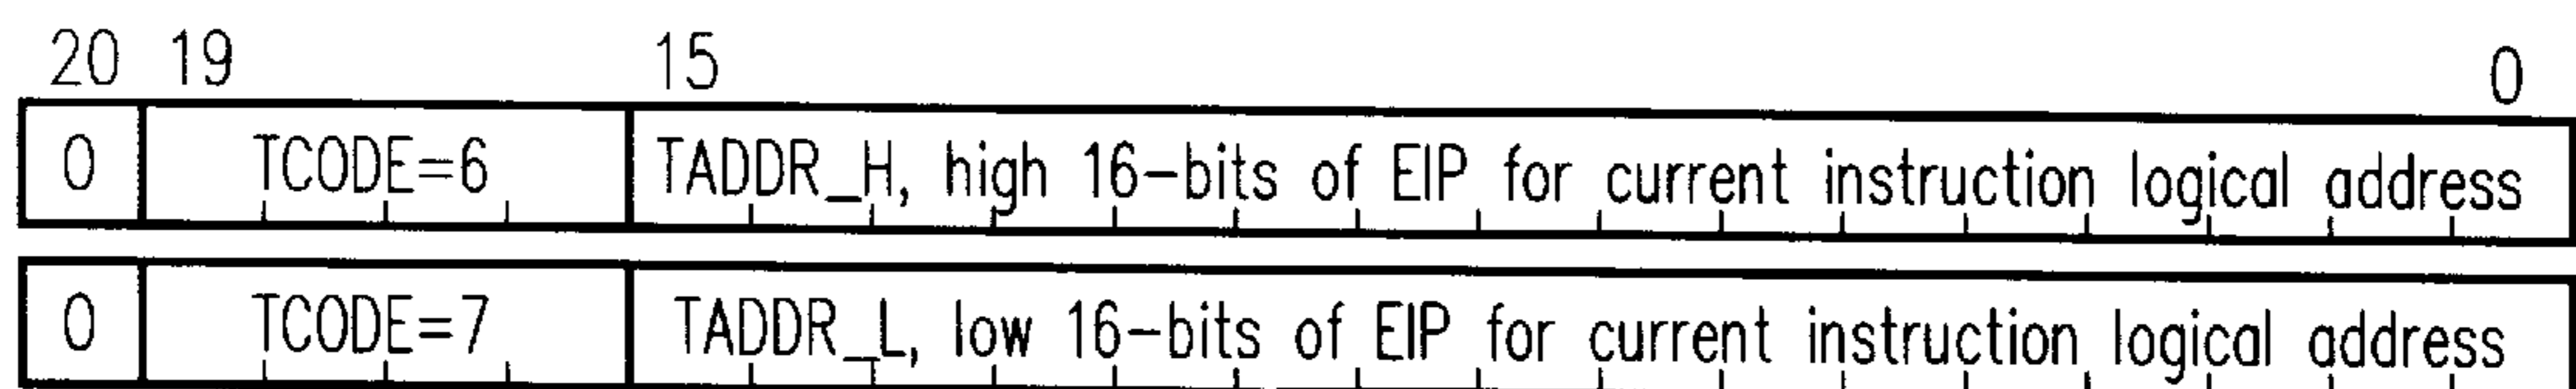 20 19 15 0
0 TCODE=6 TADDR_H, high 16-bits of EIP for current instruction logical address
0 TCODE=7 TADDR_L, low 16-bits of EIP for current instruction logical address